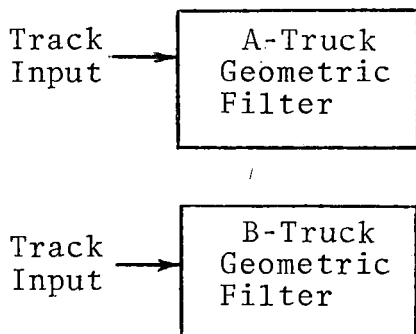 Track
Input
A-Truck
Geometric
Filter
Track
Input
B-Truck
Geometric
Filter